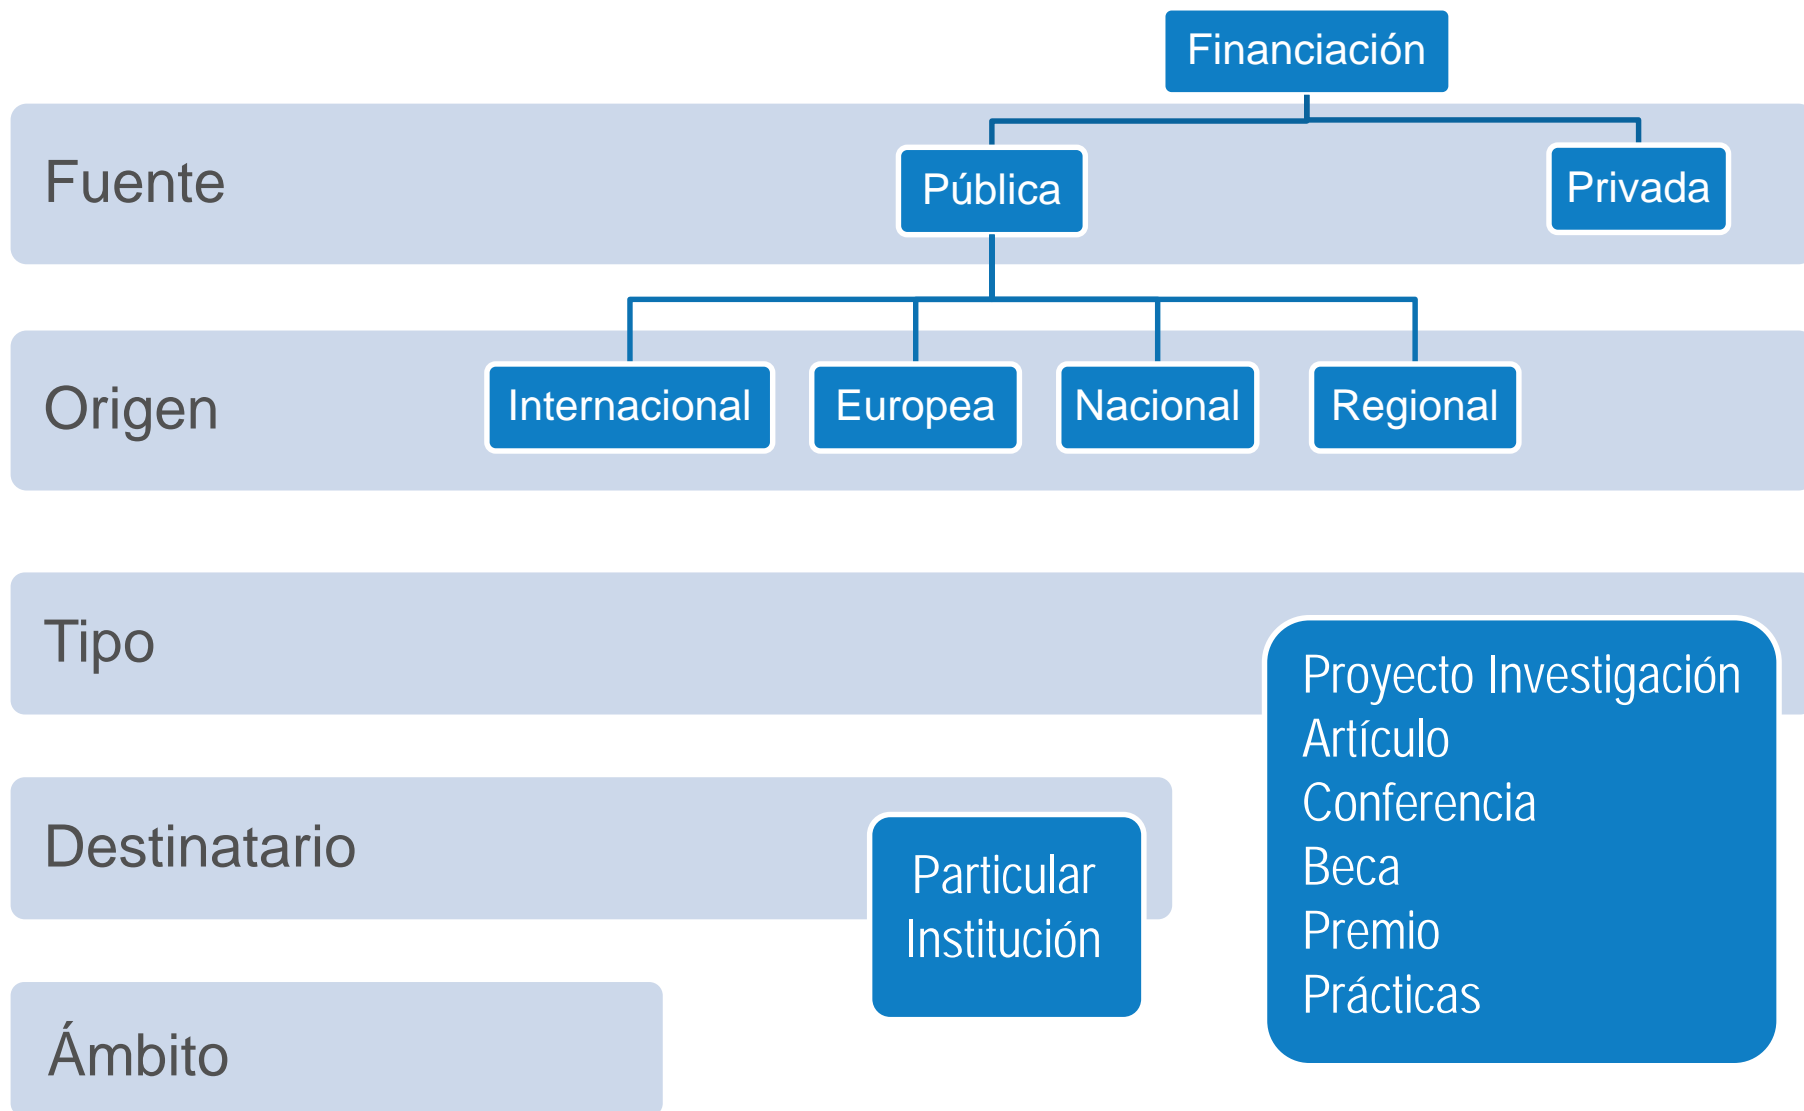 Financiación
Fuente
Pública
Privada
Origen
Internacional
Europea
Nacional
Regional
Tipo
Proyecto Investigación
Artículo
Conferencia
Beca
Premio
Prácticas
Destinatario
Particular
Institución
Ámbito